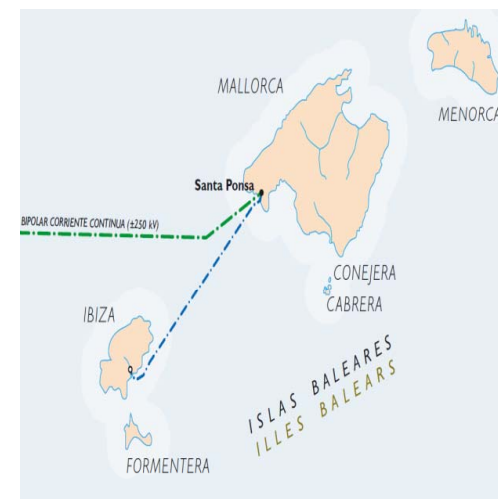 MALLORCA
MENORCA
Santa Ponsa
BIPOLAR CORRIENTE CONTINUA (±250 kV)
CONEJERA
CABRERA
IBIZA
ISLAS BALEARES
ILLES BALEARS
FORMENTERA